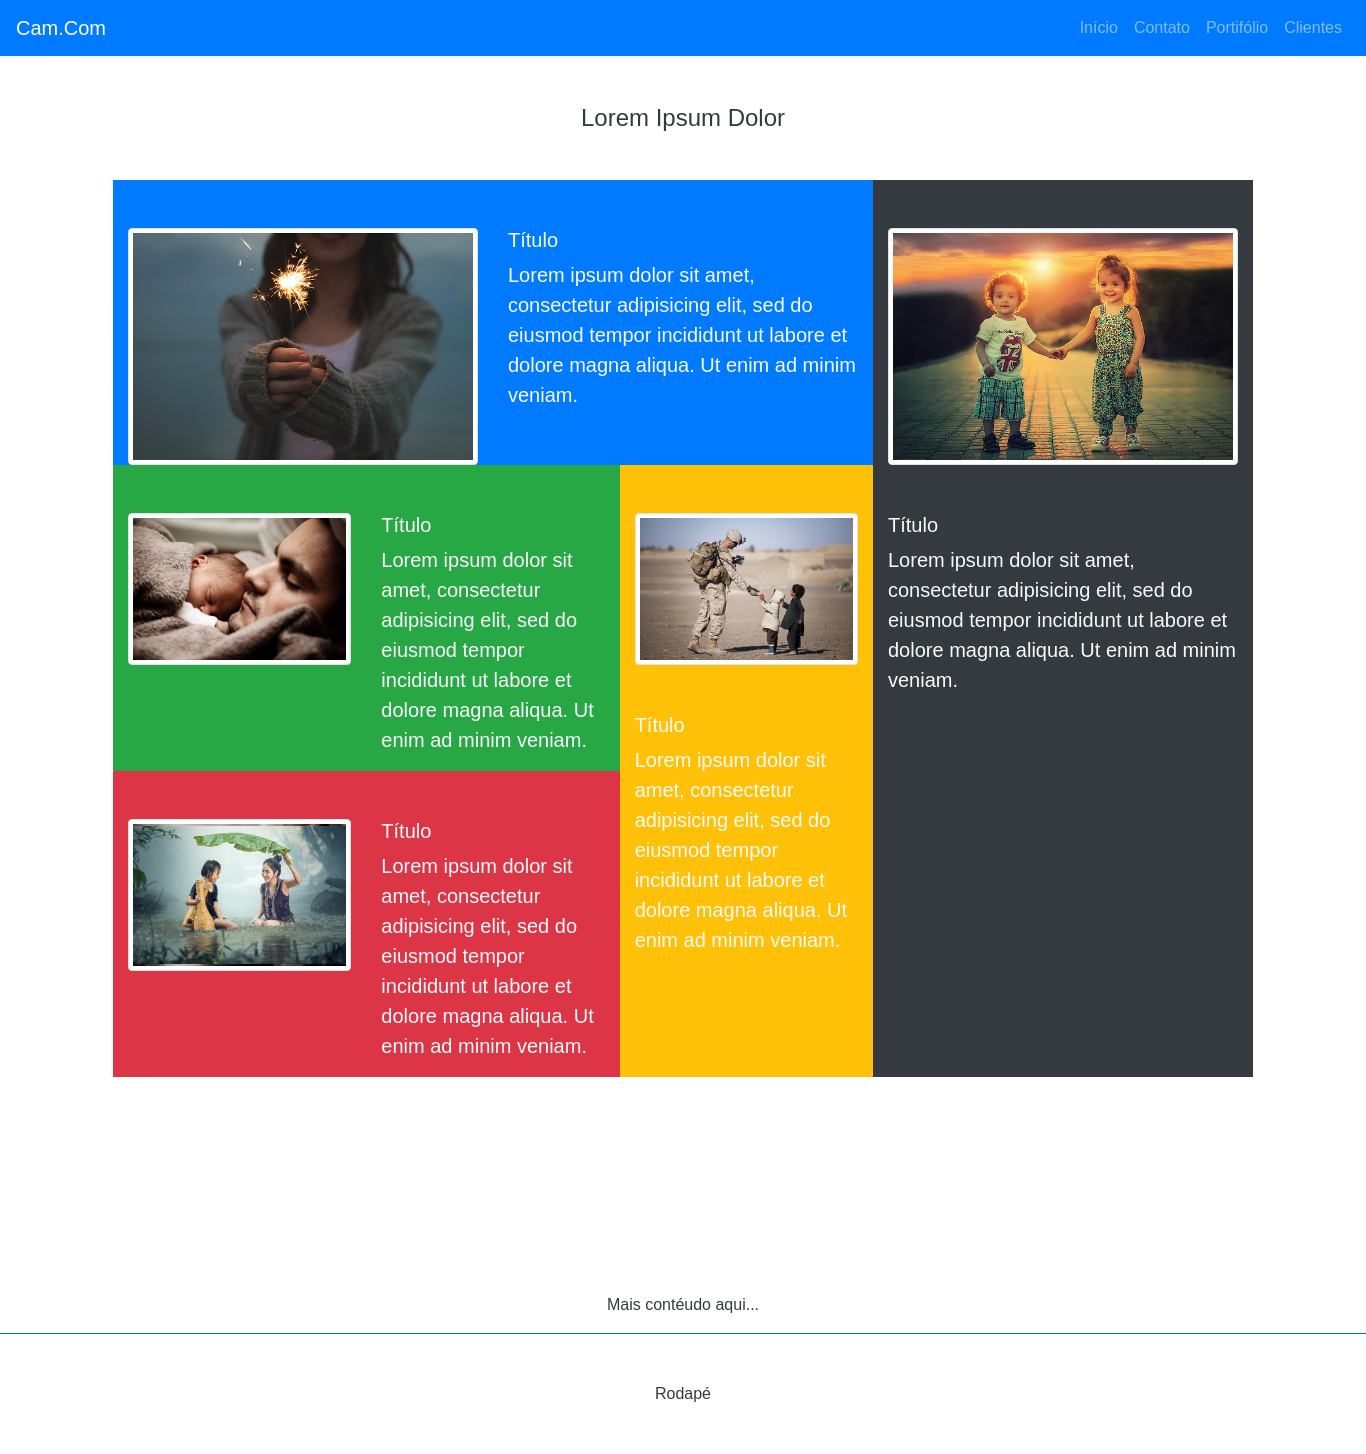 Cam.Com
Início Contato Portifólio Clientes
Lorem Ipsum Dolor
Título
Lorem ipsum dolor sit amet,
consectetur adipisicing elit, sed do
eiusmod tempor incididunt ut labore et
dolore magna aliqua. Ut enim ad minim
veniam.
Título
Lorem ipsum dolor sit
amet, consectetur
adipisicing elit, sed do
eiusmod tempor
incididunt ut labore et
dolore magna aliqua. Ut
enim ad minim veniam.
Título
Lorem ipsum dolor sit
amet, consectetur
adipisicing elit, sed do
eiusmod tempor
incididunt ut labore et
dolore magna aliqua. Ut
enim ad minim veniam.
Título
Lorem ipsum dolor sit
amet, consectetur
adipisicing elit, sed do
eiusmod tempor
incididunt ut labore et
dolore magna aliqua. Ut
enim ad minim veniam.
Título
Lorem ipsum dolor sit amet,
consectetur adipisicing elit, sed do
eiusmod tempor incididunt ut labore et
dolore magna aliqua. Ut enim ad minim
veniam.
Mais contéudo aqui...
Rodapé